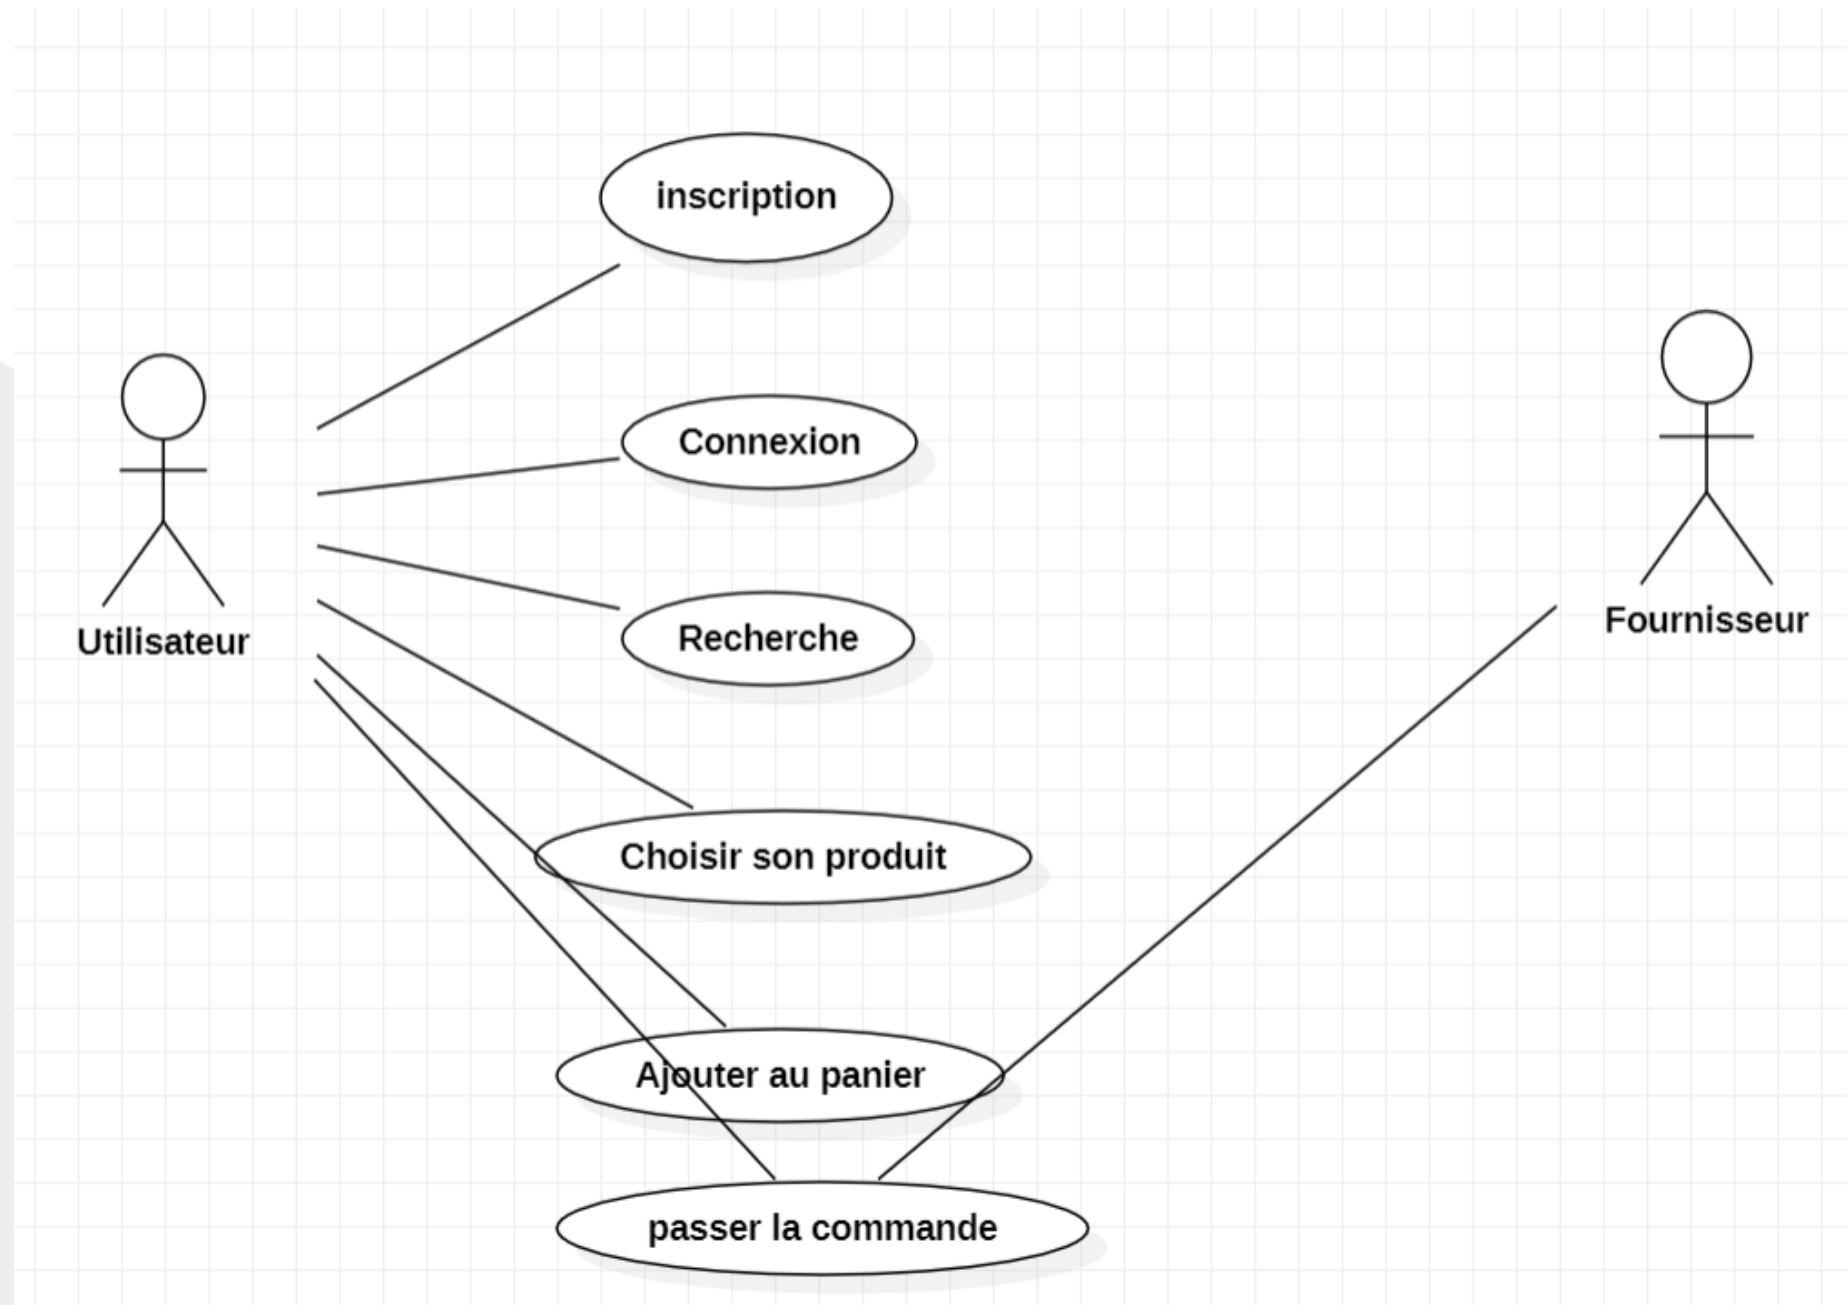 inscription
Connexion
Utilisateur
Fournisseur
Recherche
Choisir son produit
Ajouter au panier
passer la commande